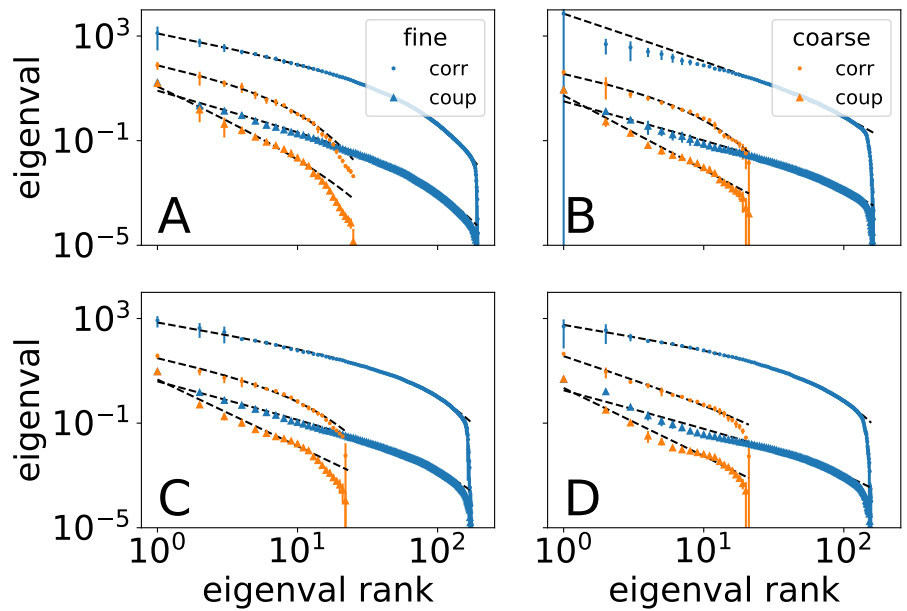 10^3
10^-1
10^-5
eigenval
fine
corr
coup
A
coarse
corr
coup
B
10^3
10^-1
10^-5
eigenval
C
D
10^0
10^1
10^2
10^0
10^1
10^2
eigenval rank
eigenval rank